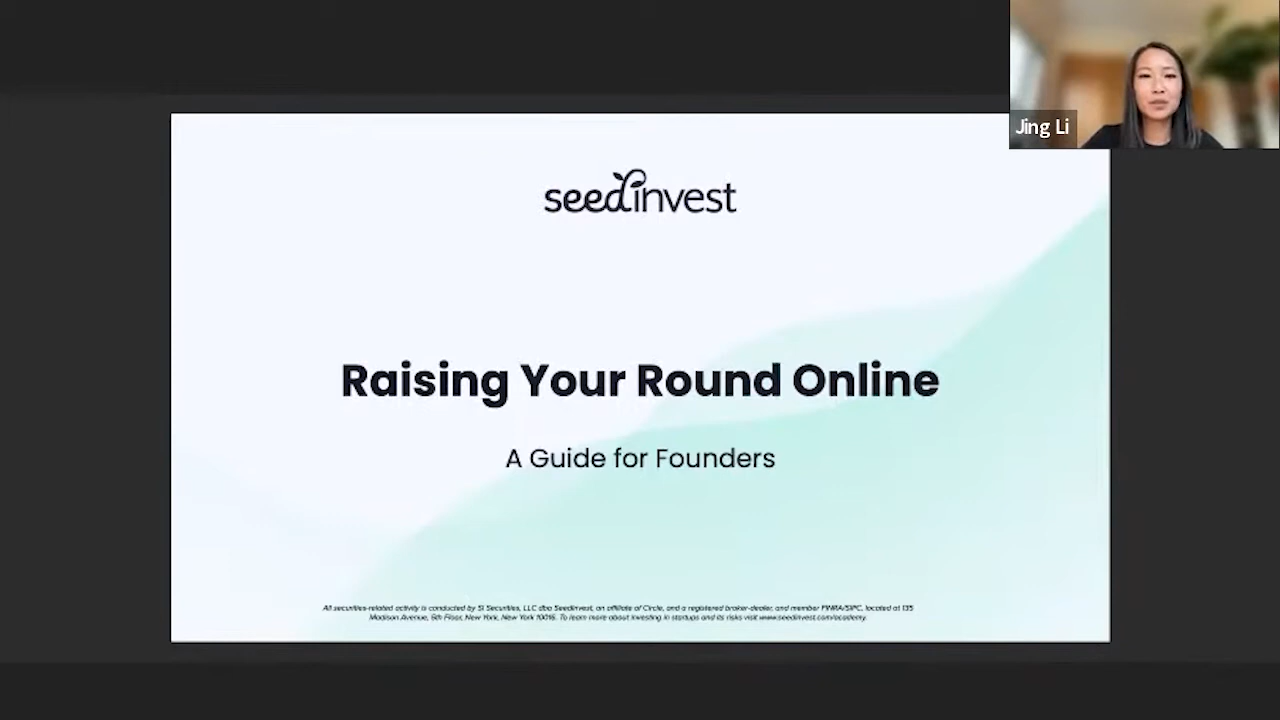 Jing Li
seedinvest
Raising Your Round Online
A Guide for Founders
All securities-related activity is conducted by SI Securities, LLC dba SeedInvest, an affiliate of Circle, and a registered broker-dealer, and member FINRA/SIPC, located at 135
Madison Avenue, 5th Floor, New York, New York 10016. To learn more about investing in startups and its risks visit www.seedinvest.com/academy.